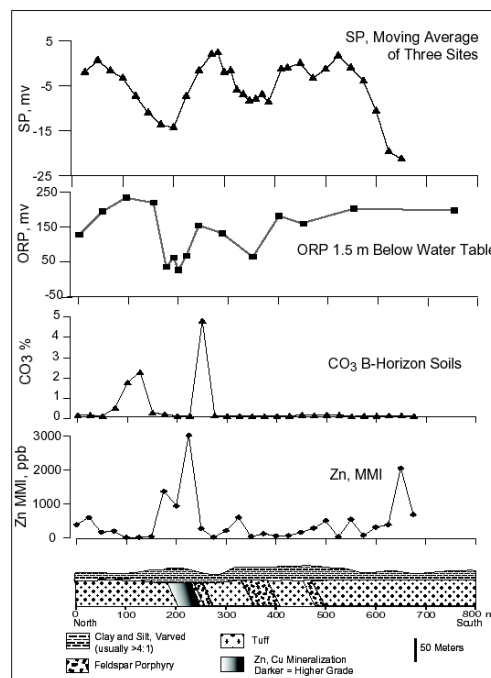 SP, Moving Average
of Three Sites
5
-5
-15
-25
SP, mv
250
150
50
-50
ORP, mv
ORP 1.5 m Below Water Table
5
4
3
2
1
0
CO3 %
CO3 B-Horizon Soils
3000
2000
1000
0
Zn MMI, ppb
Zn, MMI
0 100 200 300 400 500 600 700 800 m
North South
Clay and Silt, Varved
(usually >4:1)
Tuff
Feldspar Porphyry
Zn, Cu Mineralization
Darker = Higher Grade
50 Meters